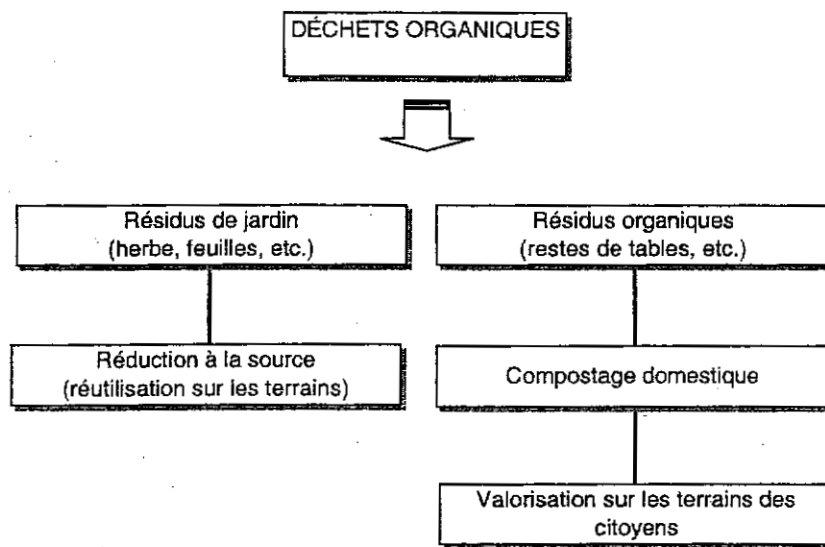 DÉCHETS ORGANIQUES
Résidus de jardin
(herbe, feuilles, etc.)
Résidus organiques
(restes de tables, etc.)
Réduction à la source
(réutilisation sur les terrains)
Compostage domestique
Valorisation sur les terrains des
citoyens